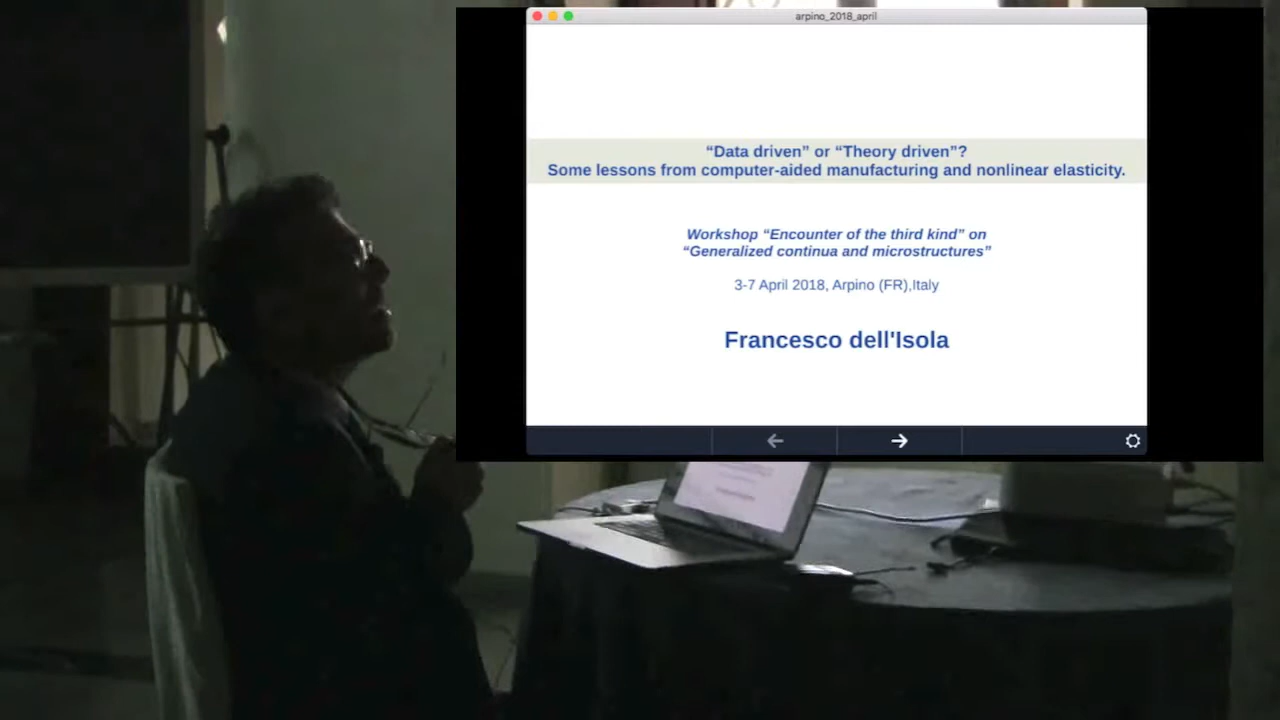 arpino_2018_april
“Data driven” or “Theory driven”?
Some lessons from computer-aided manufacturing and nonlinear elasticity.
Workshop “Encounter of the third kind” on
“Generalized continua and microstructures”
3-7 April 2018, Arpino (FR),Italy
Francesco dell'Isola